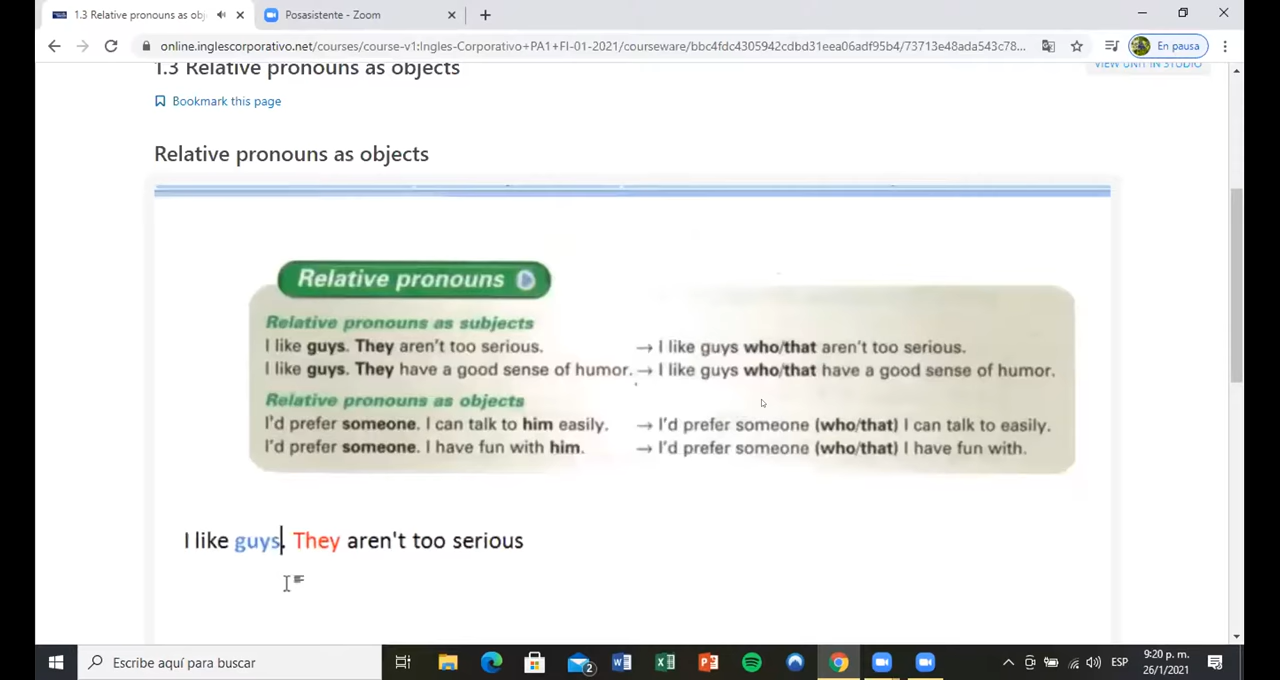 1.3 Relative pronouns as obj
Posasistente - Zoom
online.inglescorporativo.net/courses/course-v1:Ingles-Corporativo+PA1+FI-01-2021/courseware/bbc4fdc4305942cdbd31eea06adf95b4/73713e48ada543c78...
En pausa
1.3 Relative pronouns as objects
VIEW UNIT IN STUDIO
Bookmark this page
Relative pronouns as objects
Relative pronouns
Relative pronouns as subjects
I like guys. They aren't too serious. → I like guys who/that aren't too serious.
I like guys. They have a good sense of humor. → I like guys who/that have a good sense of humor.
Relative pronouns as objects
I'd prefer someone. I can talk to him easily. → I'd prefer someone (who/that) I can talk to easily.
I'd prefer someone. I have fun with him. → I'd prefer someone (who/that) I have fun with.
I like guys. They aren't too serious
Escribe aquí para buscar
2
ESP
9:20 p. m.
26/1/2021